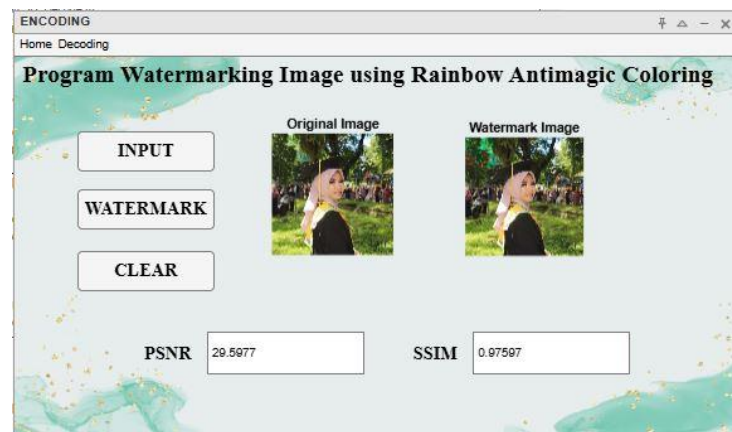 ENCODING
Home Decoding
Program Watermarking Image using Rainbow Antimagic Coloring
Original Image
Watermark Image
INPUT
WATERMARK
CLEAR
PSNR 29.5977 SSIM 0.97597